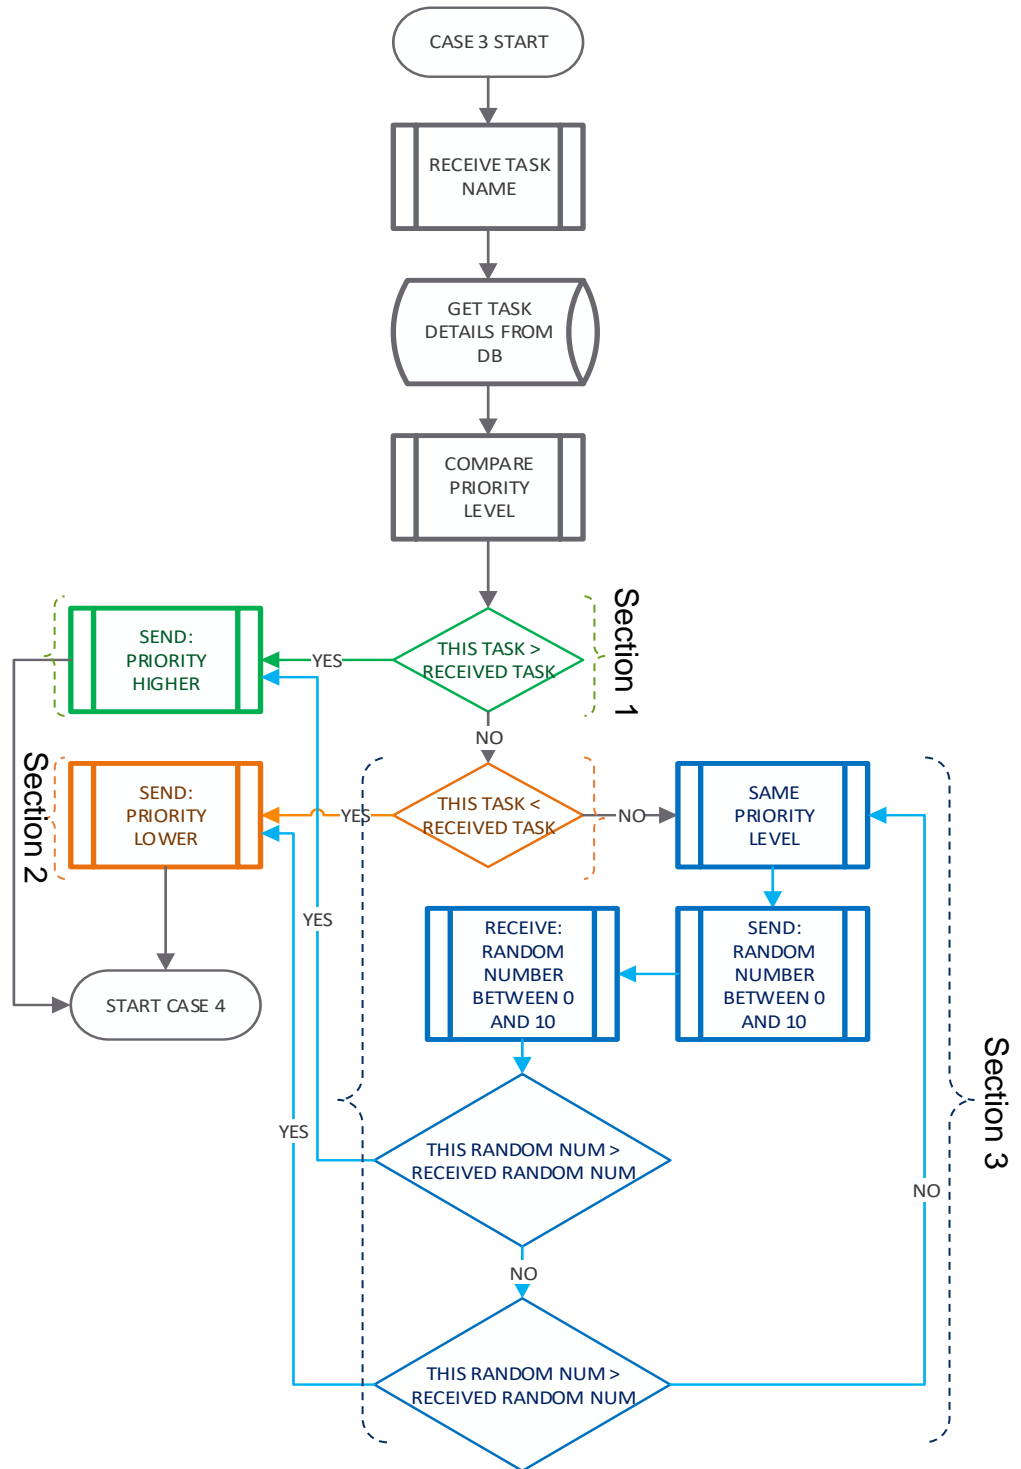 CASE 3 START
RECEIVE TASK
NAME
GET TASK
DETAILS FROM
DB
COMPARE
PRIORITY
LEVEL
Section 1
SEND:
PRIORITY
HIGHER
YES
THIS TASK >
RECEIVED TASK
NO
Section 2
SEND:
PRIORITY
LOWER
YES
THIS TASK <
RECEIVED TASK
NO
SAME
PRIORITY
LEVEL
YES
RECEIVE:
RANDOM
NUMBER
BETWEEN 0
AND 10
SEND:
RANDOM
NUMBER
BETWEEN 0
AND 10
START CASE 4
Section 3
YES
THIS RANDOM NUM >
RECEIVED RANDOM NUM
NO
NO
THIS RANDOM NUM >
RECEIVED RANDOM NUM